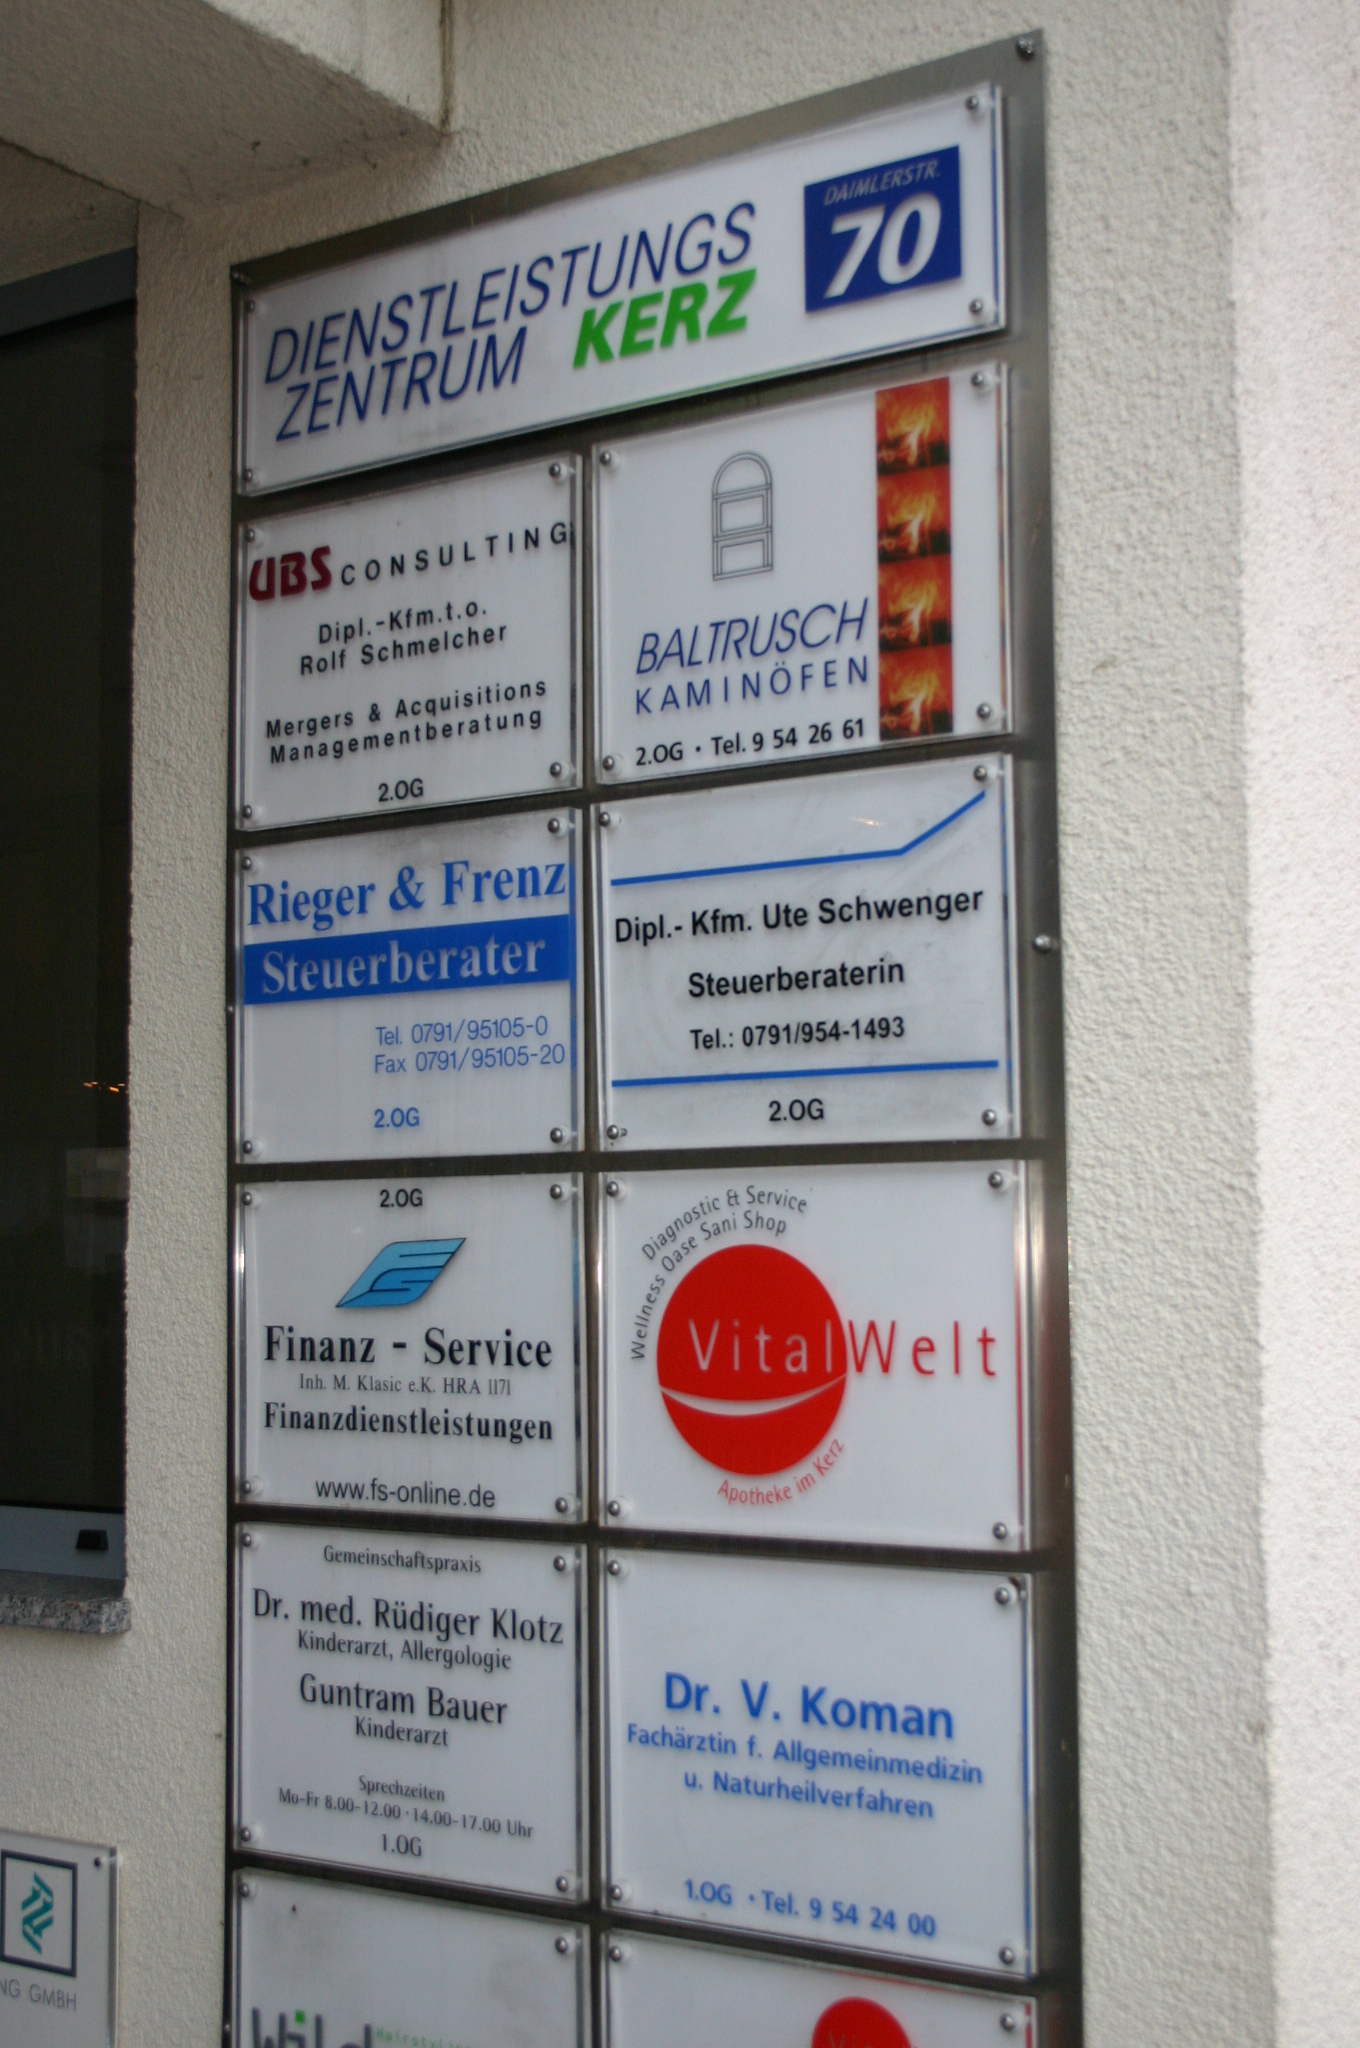 DIENSTLEISTUNGS
ZENTRUM KERZ
DAIMLERSTR.
70
UBS CONSULTING
Dipl.-Kfm.t.o.
Rolf Schmelcher
Mergers & Acquisitions
Managementberatung
2.OG
BALTRUSCH
KAMINÖFEN
2.OG · Tel. 9 54 26 61
Rieger & Frenz
Steuerberater
Tel. 0791/95105-0
Fax 0791/95105-20
2.OG
Dipl.- Kfm. Ute Schwenger
Steuerberaterin
Tel.: 0791/954-1493
2.OG
2.OG
Finanz - Service
Inh. M. Klasic e.K. HRA 1171
Finanzdienstleistungen
www.fs-online.de
Diagnostic & Service
Wellness Oase Sani Shop
VitalWelt
Apotheke im Kerz
Gemeinschaftspraxis
Dr. med. Rüdiger Klotz
Kinderarzt, Allergologie
Guntram Bauer
Kinderarzt
Sprechzeiten
Mo-Fr 8.00-12.00 · 14.00-17.00 Uhr
1.OG
Dr. V. Koman
Fachärztin f. Allgemeinmedizin
u. Naturheilverfahren
1.OG · Tel. 9 54 24 00
NG GMBH
Wild